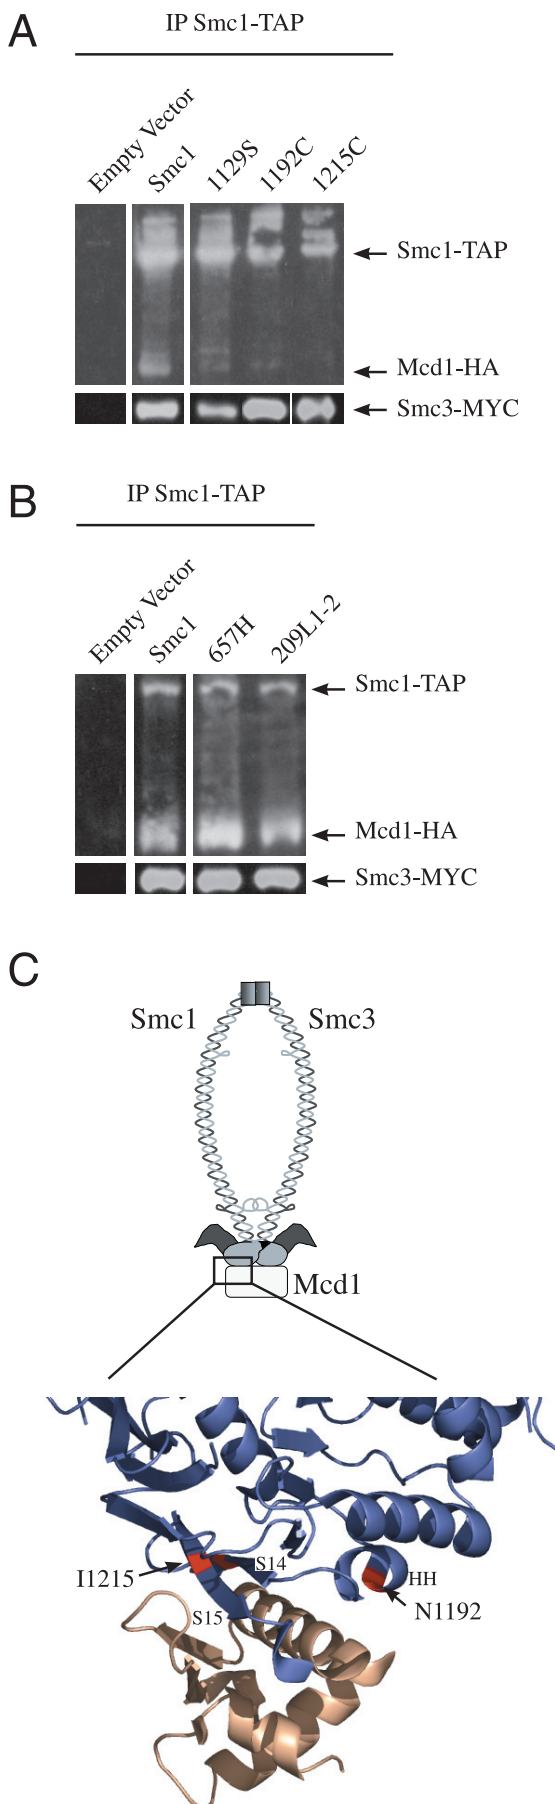 A
IP Smc1-TAP
Empty Vector
Smc1
1129S
1192C
1215C
Smc1-TAP
Mcd1-HA
Smc3-MYC
B
IP Smc1-TAP
Empty Vector
Smc1
657H
209L1-2
Smc1-TAP
Mcd1-HA
Smc3-MYC
C
Smc1 Smc3
Mcd1
I1215 S14 HH
N1192
S15